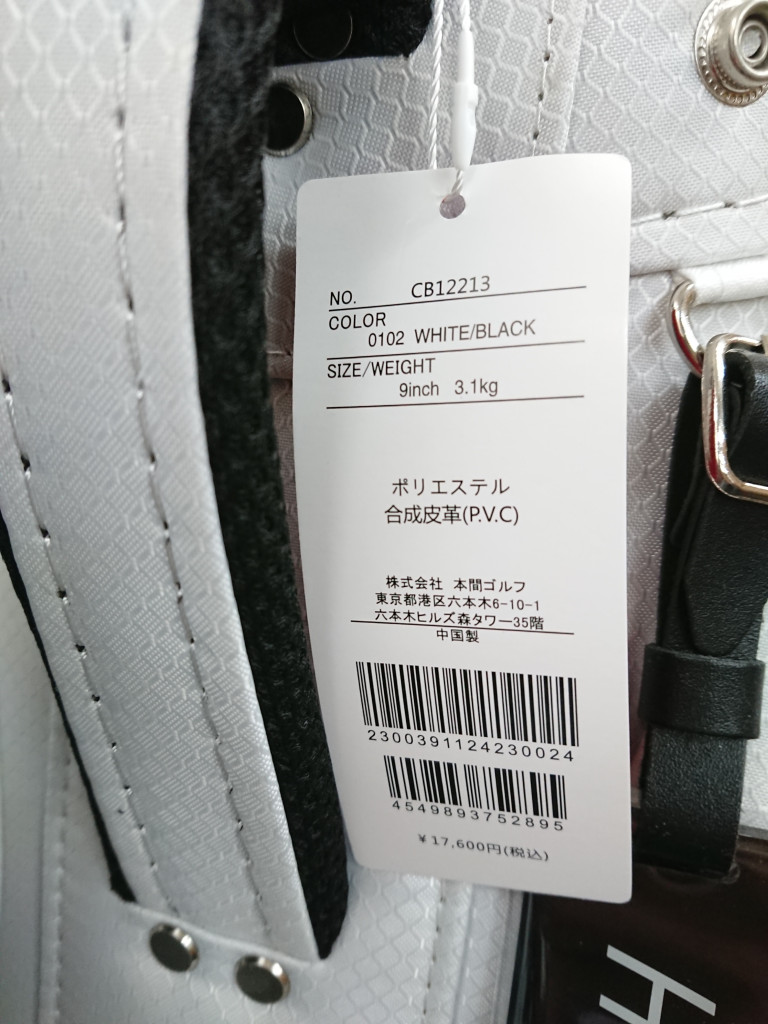 NO. CB12213
COLOR
0102 WHITE/BLACK
SIZE/WEIGHT
9inch 3.1kg
ポリエステル
合成皮革(P.V.C)
株式会社 本間ゴルフ
東京都港区六本木6-10-1
六本木ヒルズ森タワー35階
中国製
2300391124230024
4549893752895
¥17,600円(税込)
H